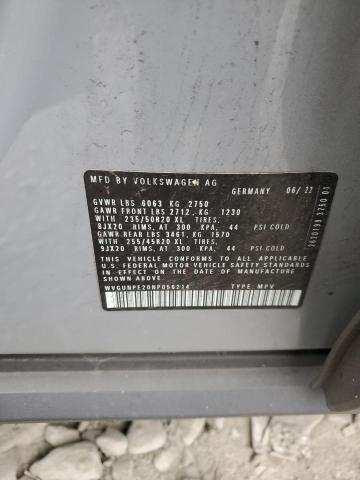 MFD BY VOLKSWAGEN AG
GERMANY 06/22
GVWR LBS 6063 KG 2750
GAWR FRONT LBS 2712, KG 1230
WITH 235/50R20 XL TIRES,
8JX20 RIMS, AT 300 KPA, 44 PSI COLD
GAWR REAR LBS 3461 KG 1570
WITH 255/45R20 XL TIRES,
9JX20 RIMS, AT 300 KPA, 44 PSI COLD
THIS VEHICLE CONFORMS TO ALL APPLICABLE
U.S. FEDERAL MOTOR VEHICLE SAFETY
STANDARDS IN EFFECT ON THE DATE OF
MANUFACTURE SHOWN ABOVE
WVGUNPE20NP056214 TYPE: MPV